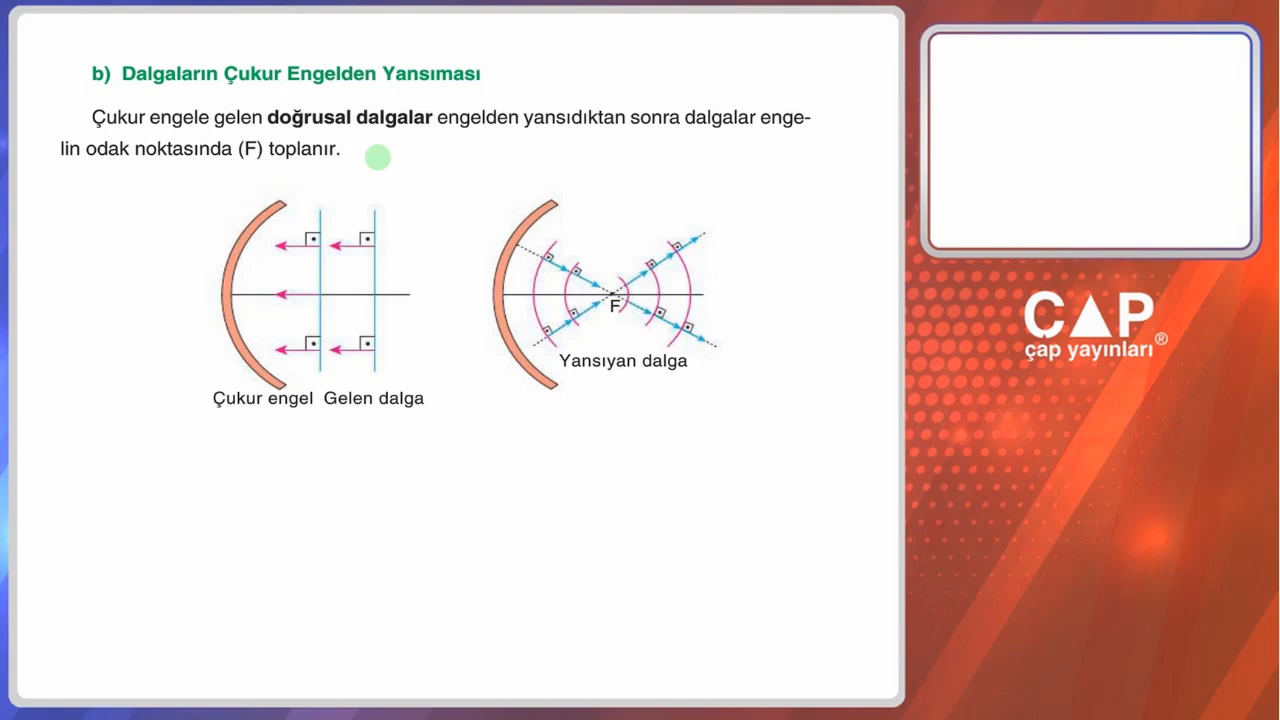 b) Dalgaların Çukur Engelden Yansıması
Çukur engele gelen doğrusal dalgalar engelden yansıdıktan sonra dalgalar enge-
lin odak noktasında (F) toplanır.
F
Yansıyan dalga
Çukur engel Gelen dalga
ÇAP
çap yayınları®